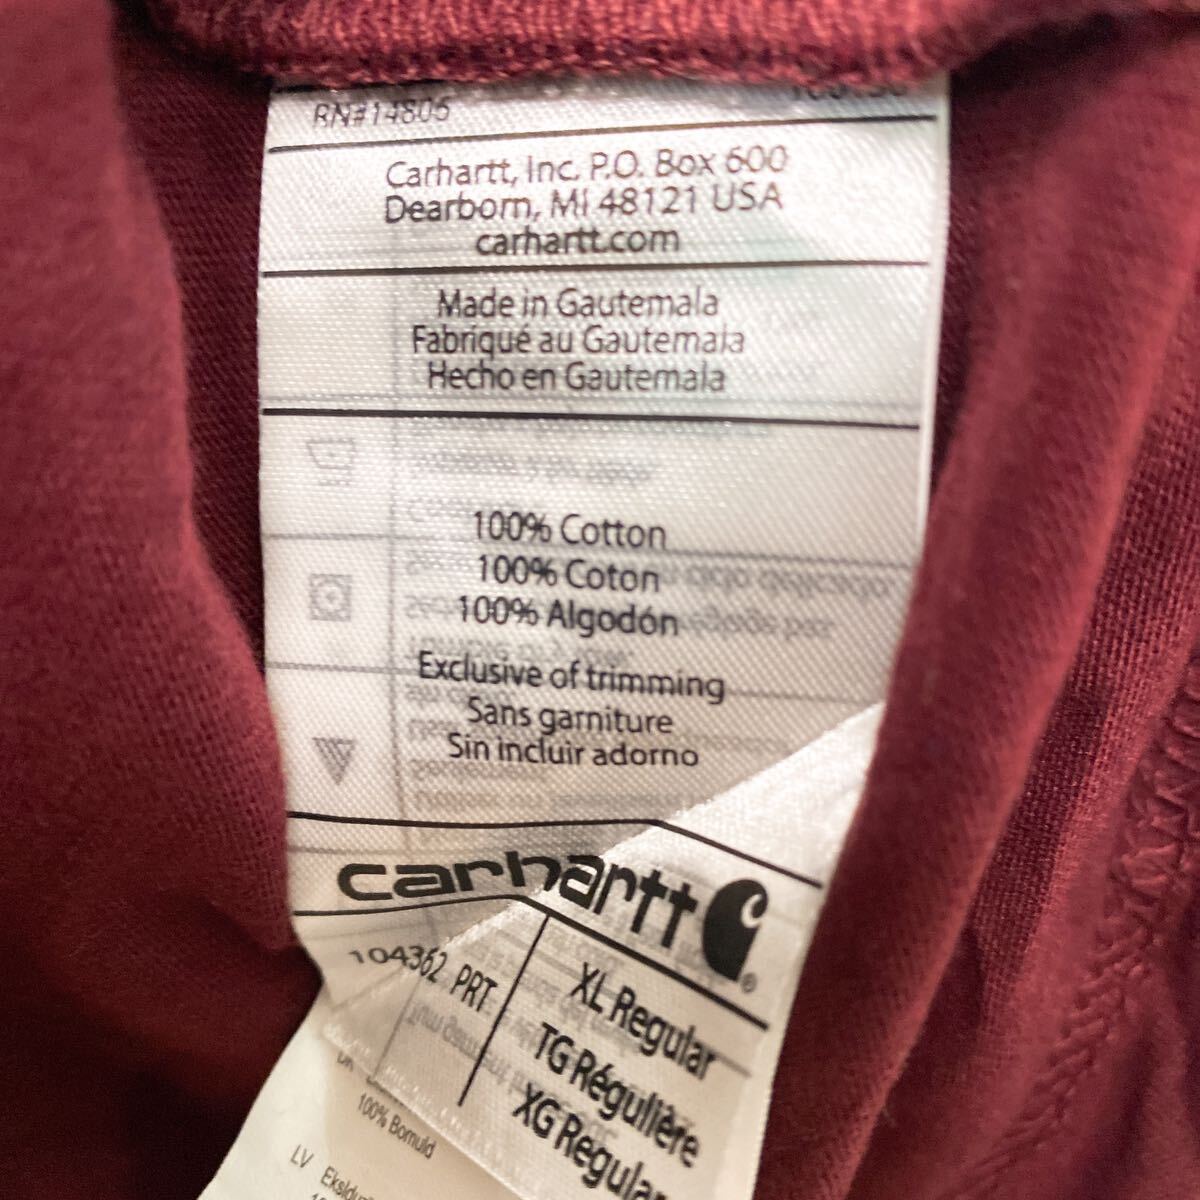 RN#14806
Carhartt, Inc. P.O. Box 600
Dearborn, MI 48121 USA
carhartt.com
Made in Gautemala
Fabriqué au Gautemala
Hecho en Gautemala
100% Cotton
100% Coton
100% Algodón
Exclusive of trimming
Sans garniture
Sin incluir adorno
carhartt
104362 PRT
XL Regular
TG Régulière
XG Regular
DK
100% Bomuld
LV